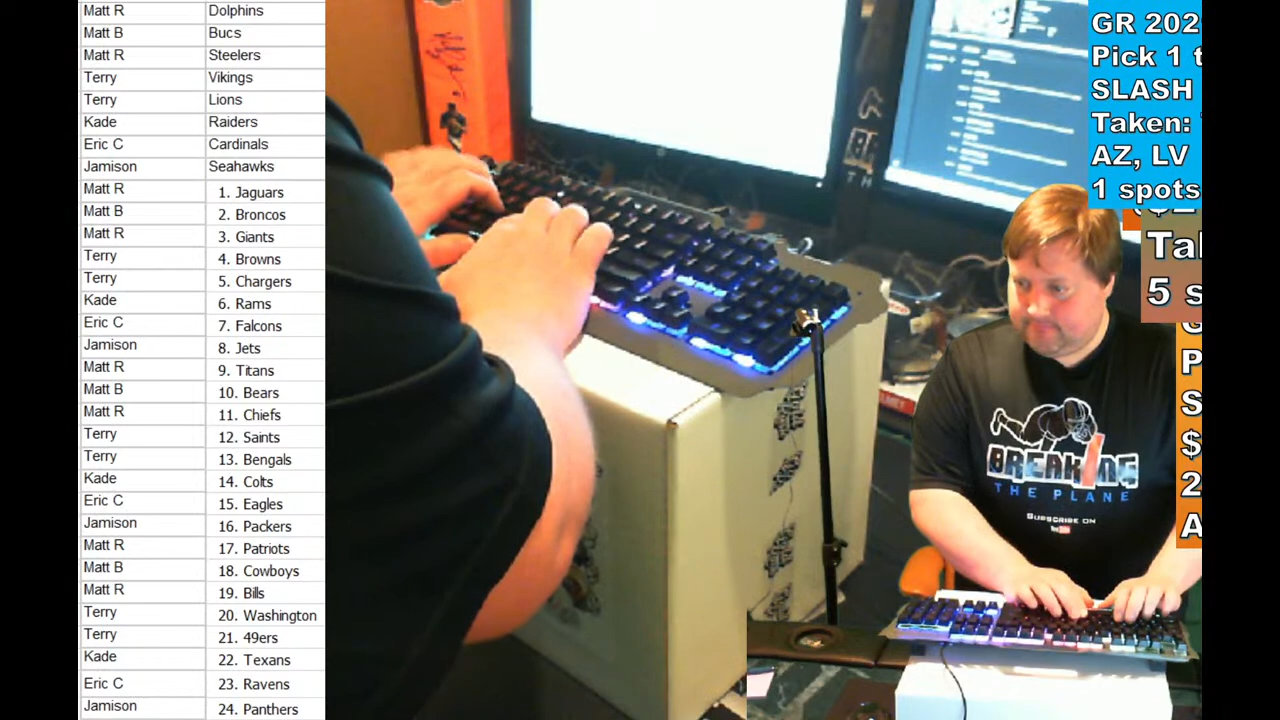 Matt R Dolphins
Matt B Bucs
Matt R Steelers
Terry Vikings
Terry Lions
Kade Raiders
Eric C Cardinals
Jamison Seahawks
Matt R 1. Jaguars
Matt B 2. Broncos
Matt R 3. Giants
Terry 4. Browns
Terry 5. Chargers
Kade 6. Rams
Eric C 7. Falcons
Jamison 8. Jets
Matt R 9. Titans
Matt B 10. Bears
Matt R 11. Chiefs
Terry 12. Saints
Terry 13. Bengals
Kade 14. Colts
Eric C 15. Eagles
Jamison 16. Packers
Matt R 17. Patriots
Matt B 18. Cowboys
Matt R 19. Bills
Terry 20. Washington
Terry 21. 49ers
Kade 22. Texans
Eric C 23. Ravens
Jamison 24. Panthers
GR 202
Pick 1 t
SLASH
Taken:
AZ, LV
1 spots
Tal
5 s
P
S
$
2
A
BREAKING
THE PLANE
SUBSCRIBE ON